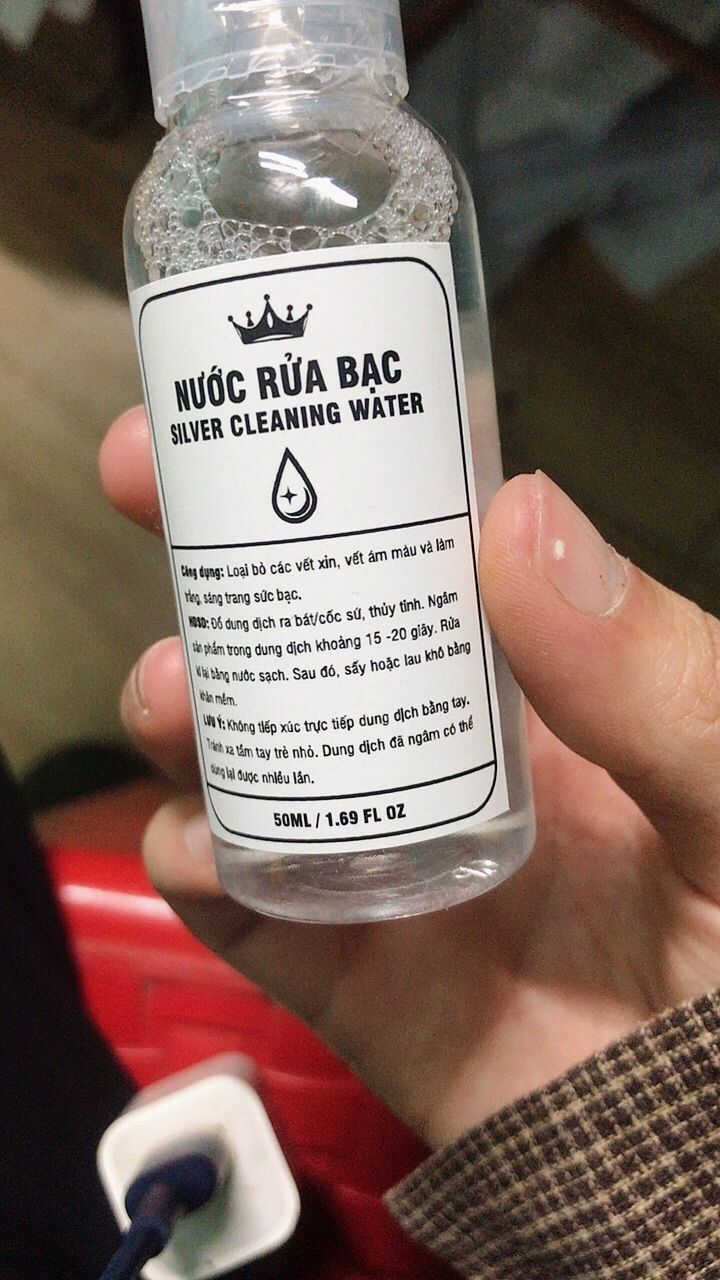 NƯỚC RỬA BẠC
SILVER CLEANING WATER
Công dụng: Loại bỏ các vết xỉn, vết ám màu và làm
trắng, sáng trang sức bạc.
HDSD: Đổ dung dịch ra bát/cốc sứ, thủy tinh. Ngâm
sản phẩm trong dung dịch khoảng 15 -20 giây. Rửa
kĩ lại bằng nước sạch. Sau đó, sấy hoặc lau khô bằng
khăn mềm.
LƯU Ý: Không tiếp xúc trực tiếp dung dịch bằng tay.
Tránh xa tầm tay trẻ nhỏ. Dung dịch đã ngâm có thể
dùng lại được nhiều lần.
50ML / 1.69 FL OZ